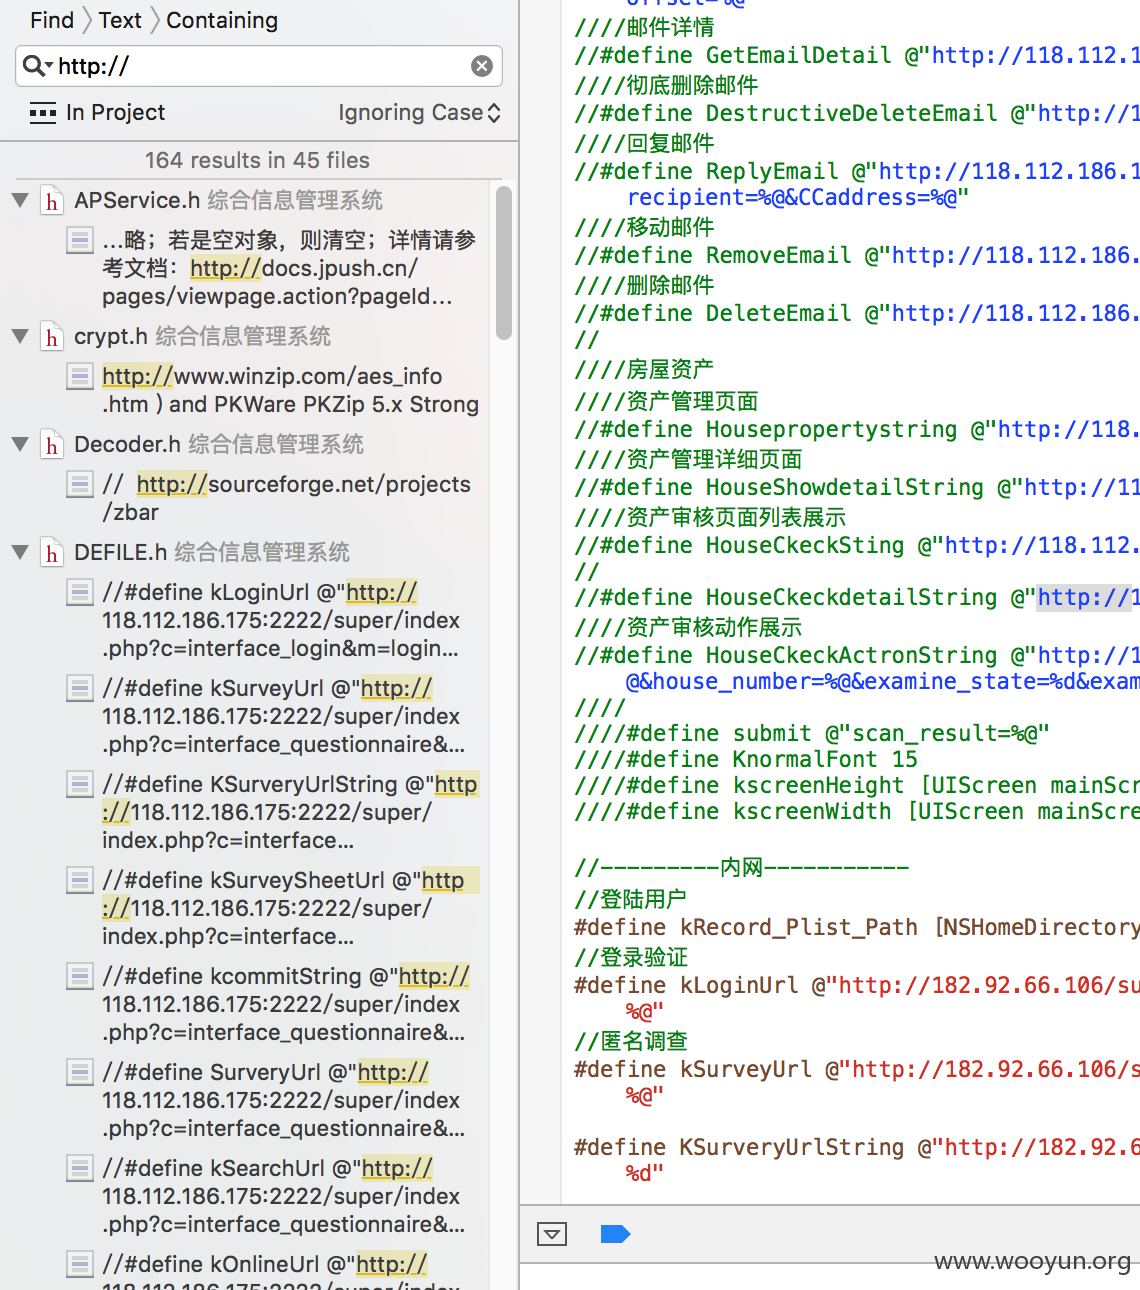 Find > Text > Containing
http://
In Project
Ignoring Case
164 results in 45 files
APService.h 综合信息管理系统
...略；若是空对象，则清空；详情请参
考文档：http://docs.jpush.cn/
pages/viewpage.action?pageId...
crypt.h 综合信息管理系统
http://www.winzip.com/aes_info
.htm ) and PKWare PKZip 5.x Strong
Decoder.h 综合信息管理系统
// http://sourceforge.net/projects
/zbar
DEFILE.h 综合信息管理系统
//#define kLoginUrl @"http://
118.112.186.175:2222/super/index
.php?c=interface_login&m=login...
//#define kSurveyUrl @"http://
118.112.186.175:2222/super/index
.php?c=interface_questionnaire&...
//#define KSurveryUrlString @"http
://118.112.186.175:2222/super/
index.php?c=interface...
//#define kSurveySheetUrl @"http
://118.112.186.175:2222/super/
index.php?c=interface...
//#define kcommitString @"http://
118.112.186.175:2222/super/index
.php?c=interface_questionnaire&...
//#define SurveryUrl @"http://
118.112.186.175:2222/super/index
.php?c=interface_questionnaire&...
//#define kSearchUrl @"http://
118.112.186.175:2222/super/index
.php?c=interface_questionnaire&...
//#define kOnlineUrl @"http://
118.112.186.175:2222/super/index
offset=%@
////邮件详情
//#define GetEmailDetail @"http://118.112.1
////彻底删除邮件
//#define DestructiveDeleteEmail @"http://1
////回复邮件
//#define ReplyEmail @"http://118.112.186.1
recipient=%@&CCaddress=%@"
////移动邮件
//#define RemoveEmail @"http://118.112.186.
////删除邮件
//#define DeleteEmail @"http://118.112.186.
//
////房屋资产
////资产管理页面
//#define Housepropertystring @"http://118.
////资产管理详细页面
//#define HouseShowdetailString @"http://11
////资产审核页面列表展示
//#define HouseCkeckSting @"http://118.112.
//
//#define HouseCkeckdetailString @"http://1
////资产审核动作展示
//#define HouseCkeckActronString @"http://1
@&house_number=%@&examine_state=%d&exam
////
////#define submit @"scan_result=%@"
////#define KnormalFont 15
////#define kscreenHeight [UIScreen mainScr
////#define kscreenWidth [UIScreen mainScre
//---------内网-----------
//登陆用户
#define kRecord_Plist_Path [NSHomeDirectory
//登录验证
#define kLoginUrl @"http://182.92.66.106/su
%@"
//匿名调查
#define kSurveyUrl @"http://182.92.66.106/s
%@"
#define KSurveryUrlString @"http://182.92.6
%d"
www.wooyun.org